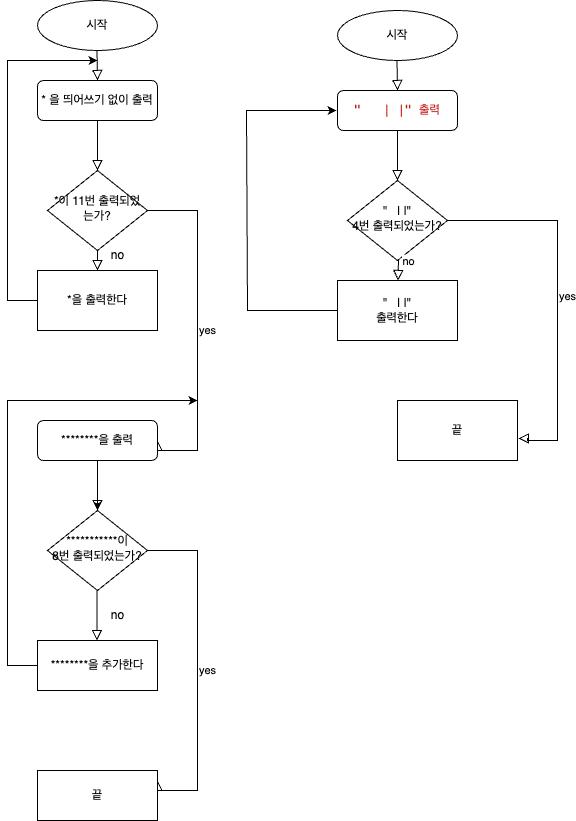 시작
* 을 띄어쓰기 없이 출력
*이 11번 출력되었
는가?
no
*을 출력한다
yes
********을 출력
***********이
8번 출력되었는가?
no
********을 추가한다
yes
끝
시작
"    | |" 출력
"   | |"
4번 출력되었는가?
no
"   | |"
출력한다
yes
끝